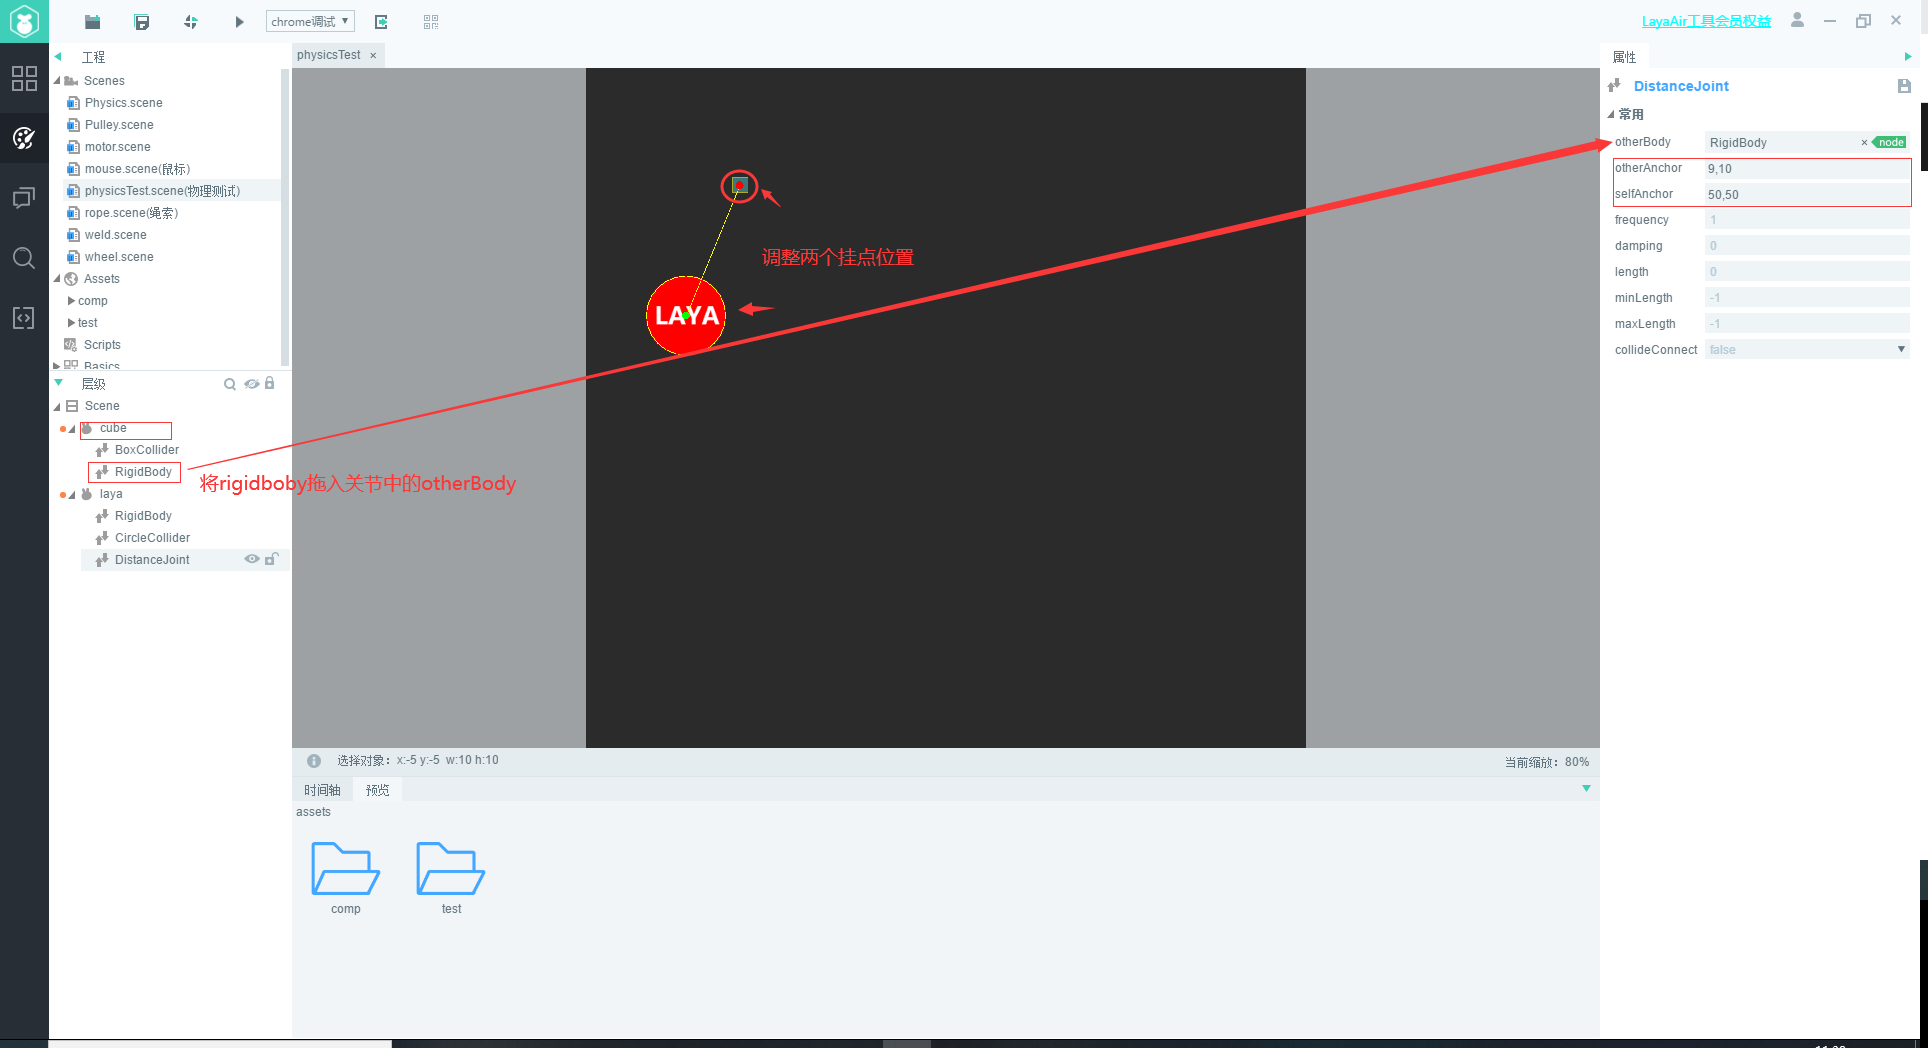 chrome调试
LayaAir工具会员权益
工程
Scenes
Physics.scene
Pulley.scene
motor.scene
mouse.scene(鼠标)
physicsTest.scene(物理测试)
rope.scene(绳索)
weld.scene
wheel.scene
Assets
comp
test
Scripts
Basics
层级
Scene
cube
BoxCollider
RigidBody
laya
RigidBody
CircleCollider
DistanceJoint
physicsTest ×
调整两个挂点位置
LAYA
将rigidboby拖入关节中的otherBody
选择对象：x:-5 y:-5 w:10 h:10
当前缩放：80%
时间轴 预览
assets
comp
test
属性
DistanceJoint
常用
otherBody RigidBody × node
otherAnchor 9,10
selfAnchor 50,50
frequency 1
damping 0
length 0
minLength -1
maxLength -1
collideConnect false